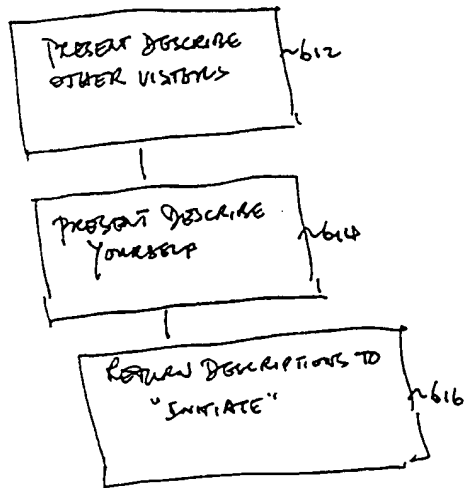 PRESENT DESCRIBE
OTHER VISITORS
~612
PRESENT DESCRIBE
YOURSELF
~614
RETURN DESCRIPTIONS TO
"INITIATE"
~616